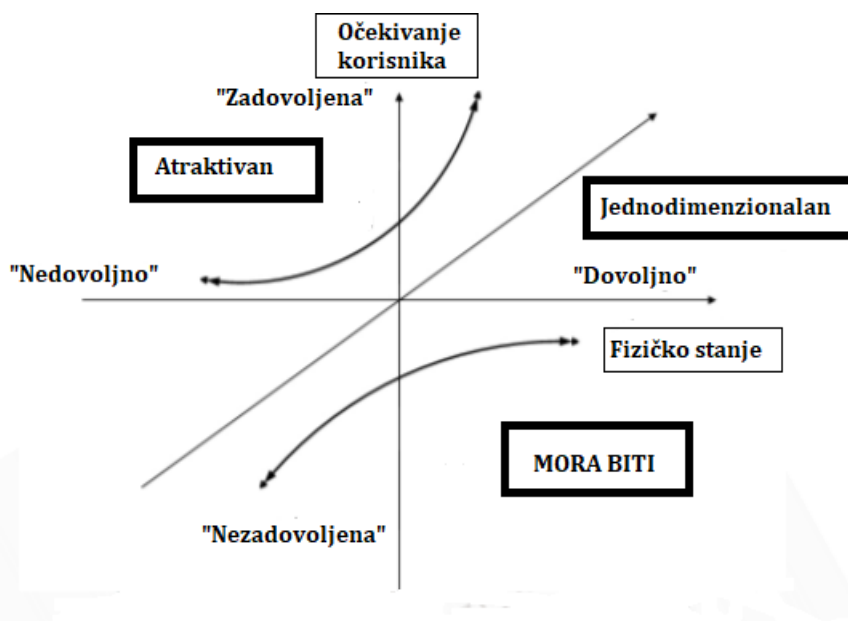 Očekivanje
korisnika
"Zadovoljena"
Atraktivan
Jednodimenzionalan
"Nedovoljno"
"Dovoljno"
Fizičko stanje
MORA BITI
"Nezadovoljena"